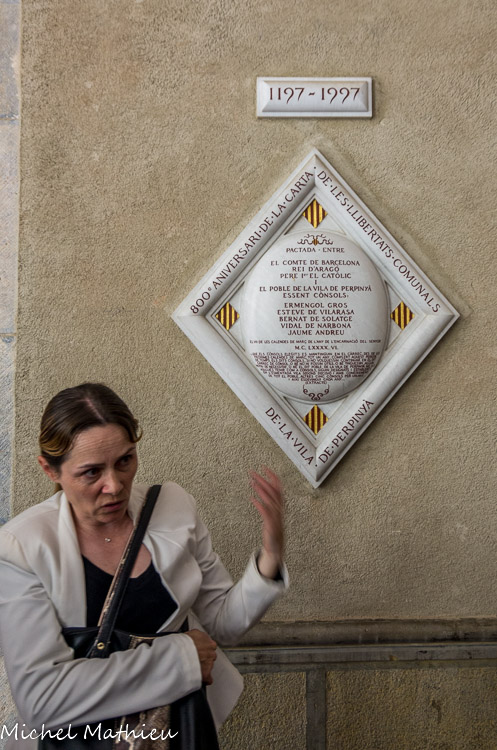 1197-1997
800º ANIVERSARI·DE·LA·CARTA·DE·LES·LLIBERTATS·COMUNALS
PACTADA·ENTRE
EL COMTE DE BARCELONA
REI D'ARAGÓ
PERE Ier EL CATÓLIC
I
EL POBLE DE LA VILA DE PERPINYÀ
ESSENT CÒNSOLS:
ERMENGOL GROS
ESTEVE DE VILARASA
BERNAT DE SOLATGE
VIDAL DE NARBONA
JAUME ANDREU
M.C. LXXXX.VI.
DE·LA·VILA·DE·PERPINYÀ
Michel Mathieu